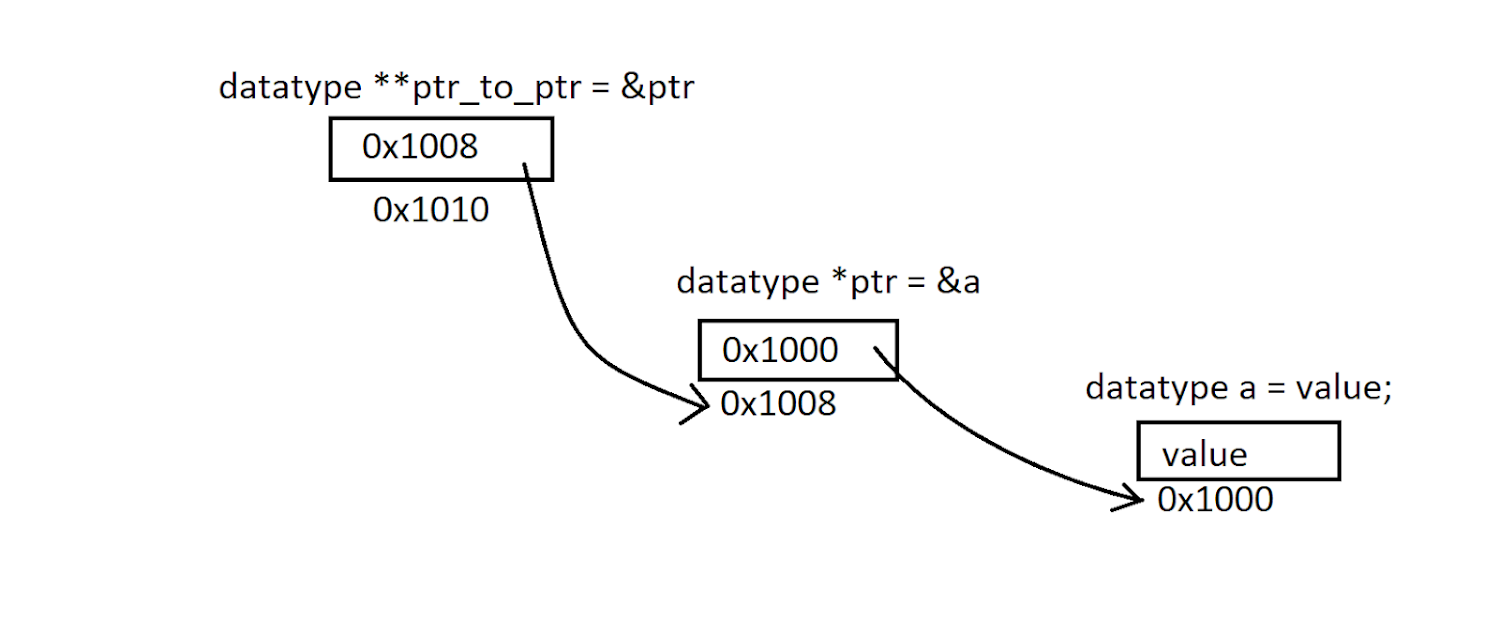 datatype **ptr_to_ptr = &ptr
0x1008
0x1010
datatype *ptr = &a
0x1000
0x1008
datatype a = value;
value
0x1000